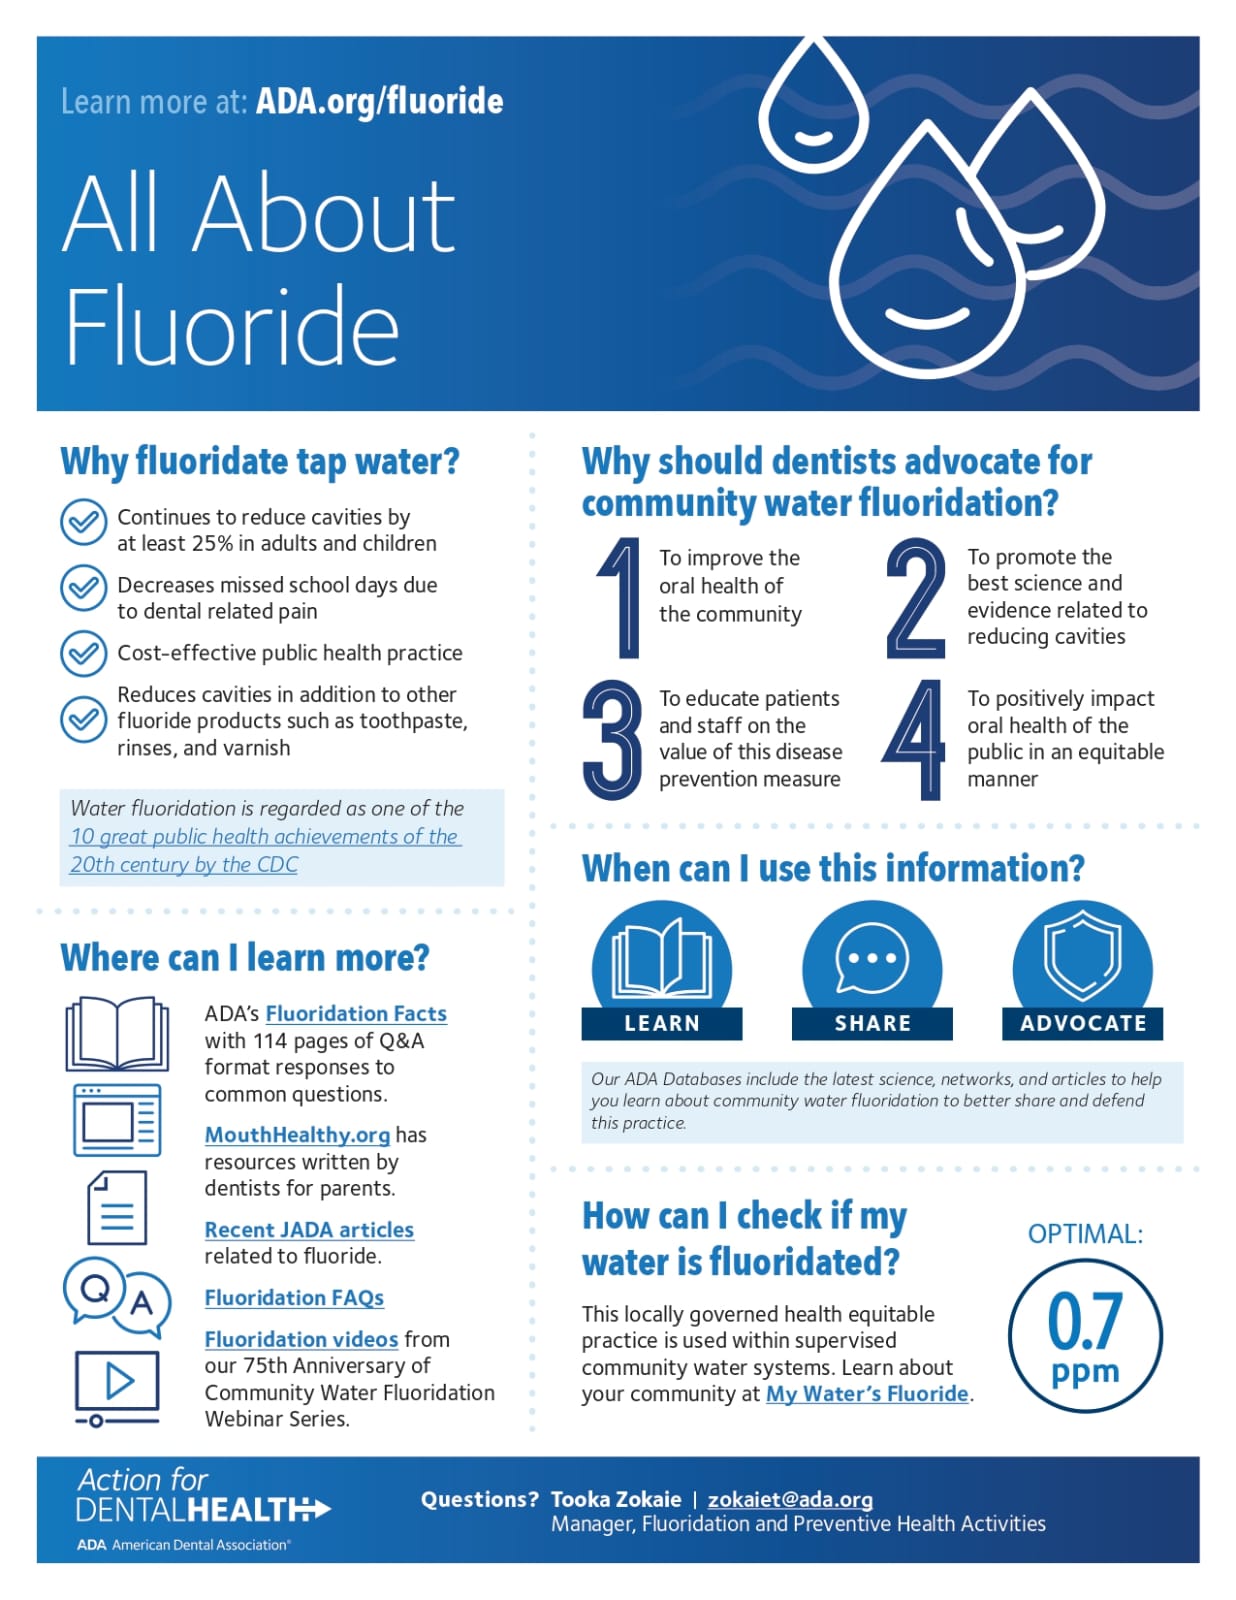 Learn more at: ADA.org/fluoride
All About
Fluoride
Why fluoridate tap water?
Continues to reduce cavities by
at least 25% in adults and children
Decreases missed school days due
to dental related pain
Cost-effective public health practice
Reduces cavities in addition to other
fluoride products such as toothpaste,
rinses, and varnish
Water fluoridation is regarded as one of the
10 great public health achievements of the
20th century by the CDC
Where can I learn more?
ADA's Fluoridation Facts
with 114 pages of Q&A
format responses to
common questions.
MouthHealthy.org has
resources written by
dentists for parents.
Recent JADA articles
related to fluoride.
Q A
Fluoridation FAQs
Fluoridation videos from
our 75th Anniversary of
Community Water Fluoridation
Webinar Series.
Why should dentists advocate for
community water fluoridation?
1
To improve the
oral health of
the community
2
To promote the
best science and
evidence related to
reducing cavities
3
To educate patients
and staff on the
value of this disease
prevention measure
4
To positively impact
oral health of the
public in an equitable
manner
When can I use this information?
LEARN
SHARE
ADVOCATE
Our ADA Databases include the latest science, networks, and articles to help
you learn about community water fluoridation to better share and defend
this practice.
How can I check if my
water is fluoridated?
This locally governed health equitable
practice is used within supervised
community water systems. Learn about
your community at My Water's Fluoride.
OPTIMAL:
0.7
ppm
Action for
DENTALHEALTH
ADA American Dental Association®
Questions? Tooka Zokaie | zokaiet@ada.org
Manager, Fluoridation and Preventive Health Activities